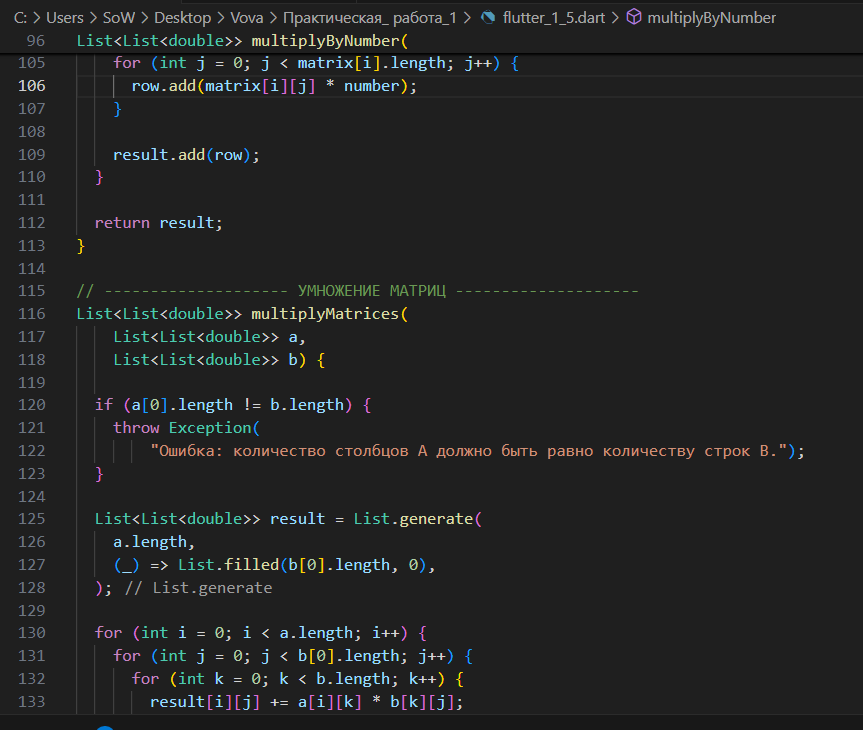 C: > Users > SoW > Desktop > Vova > Практическая_ работа_1 > flutter_1_5.dart > multiplyByNumber
96 List<List<double>> multiplyByNumber(
105 for (int j = 0; j < matrix[i].length; j++) {
106 row.add(matrix[i][j] * number);
107 }
108
109 result.add(row);
110 }
111
112 return result;
113 }
114
115 // -------------------- УМНОЖЕНИЕ МАТРИЦ --------------------
116 List<List<double>> multiplyMatrices(
117 List<List<double>> a,
118 List<List<double>> b) {
119
120 if (a[0].length != b.length) {
121 throw Exception(
122 "Ошибка: количество столбцов A должно быть равно количеству строк B.");
123 }
124
125 List<List<double>> result = List.generate(
126 a.length,
127 (_) => List.filled(b[0].length, 0),
128 ); // List.generate
129
130 for (int i = 0; i < a.length; i++) {
131 for (int j = 0; j < b[0].length; j++) {
132 for (int k = 0; k < b.length; k++) {
133 result[i][j] += a[i][k] * b[k][j];